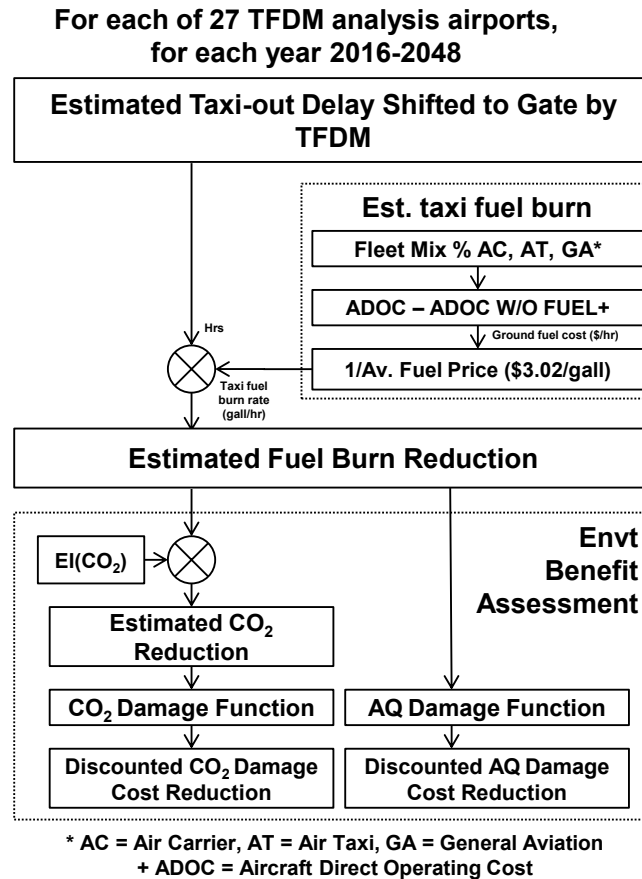 For each of 27 TFDM analysis airports,
for each year 2016-2048
Estimated Taxi-out Delay Shifted to Gate by
TFDM
Est. taxi fuel burn
Fleet Mix % AC, AT, GA*
ADOC – ADOC W/O FUEL+
Hrs
Ground fuel cost ($/hr)
1/Av. Fuel Price ($3.02/gall)
Taxi fuel
burn rate
(gall/hr)
Estimated Fuel Burn Reduction
Envt
Benefit
Assessment
EI(CO₂)
Estimated CO₂
Reduction
CO₂ Damage Function
AQ Damage Function
Discounted CO₂ Damage
Cost Reduction
Discounted AQ Damage
Cost Reduction
* AC = Air Carrier, AT = Air Taxi, GA = General Aviation
+ ADOC = Aircraft Direct Operating Cost